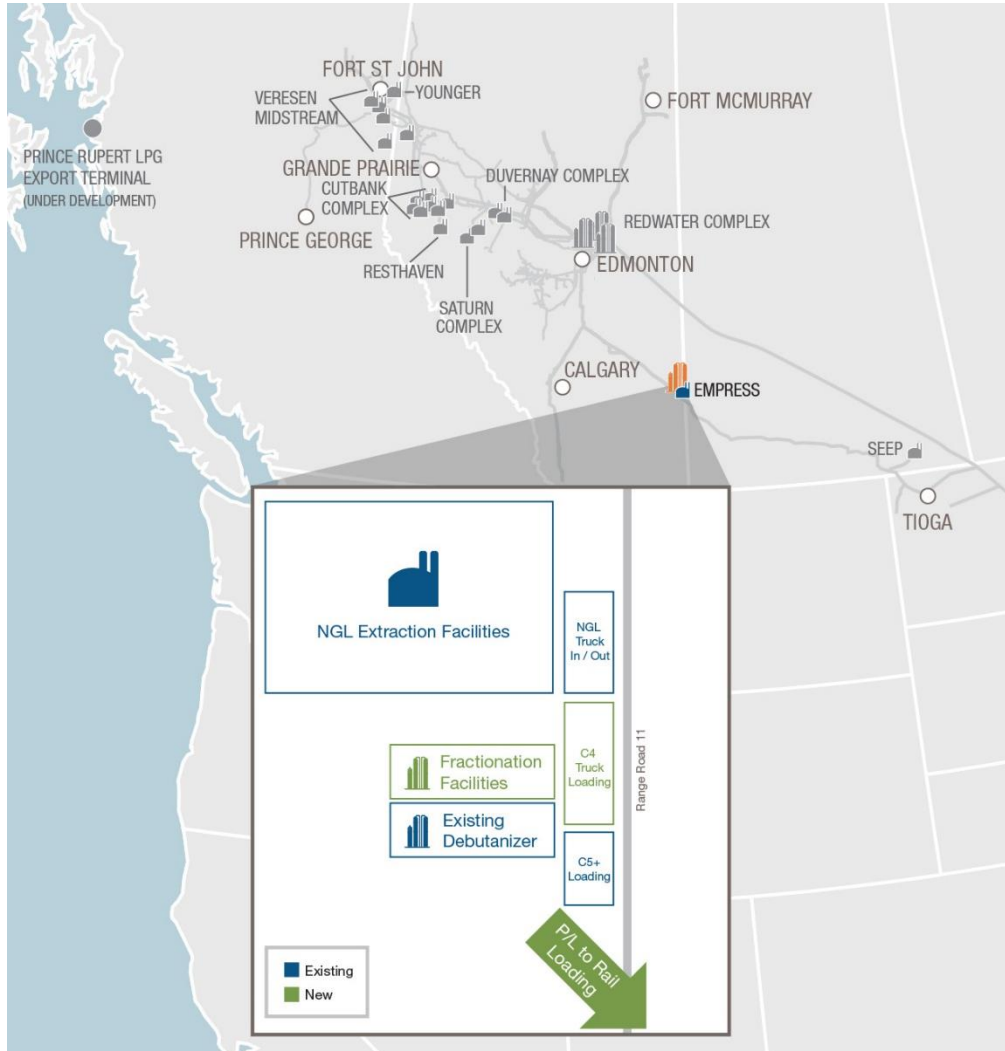 FORT ST JOHN
YOUNGER
VERESEN
MIDSTREAM
FORT MCMURRAY
PRINCE RUPERT LPG
EXPORT TERMINAL
(UNDER DEVELOPMENT)
GRANDE PRAIRIE
CUTBANK
COMPLEX
DUVERNAY COMPLEX
PRINCE GEORGE
REDWATER COMPLEX
RESTHAVEN
EDMONTON
SATURN
COMPLEX
CALGARY
EMPRESS
SEEP
TIOGA
NGL Extraction Facilities
NGL
Truck
In / Out
C4
Truck
Loading
Range Road 11
Fractionation
Facilities
Existing
Debutanizer
C5+
Loading
P/L to Rail
Loading
Existing
New